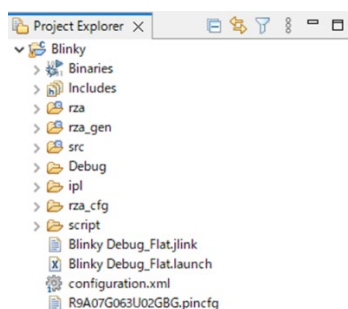 Project Explorer
Blinky
Binaries
Includes
rza
rza_gen
src
Debug
ipl
rza_cfg
script
Blinky Debug_Flat.jlink
Blinky Debug_Flat.launch
configuration.xml
R9A07G063U02GBG.pincfg